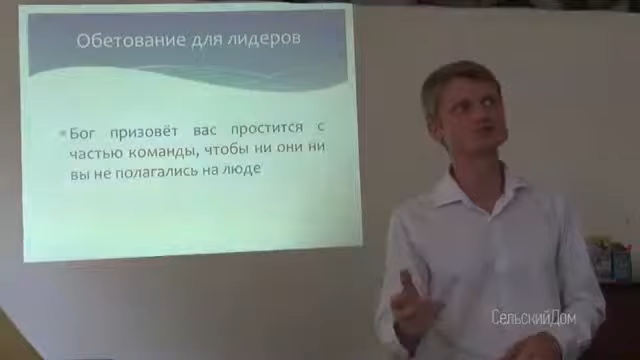 Обетование для лидеров
Бог призовёт вас простится с
частью команды, чтобы ни они ни
вы не полагались на люде
СельскийДом